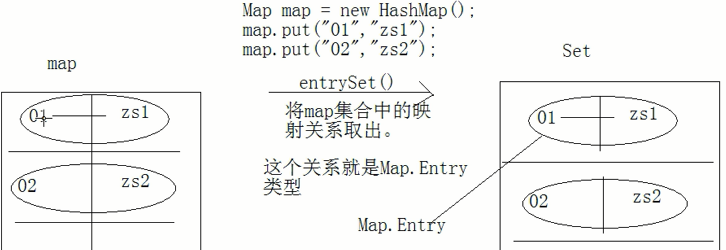 Map map = new HashMap();
map.put("01","zs1");
map.put("02","zs2");
map
Set
entrySet()
将map集合中的映
射关系取出。
这个关系就是Map.Entry
类型
Map.Entry
01 zs1
02 zs2
01 zs1
02 zs2